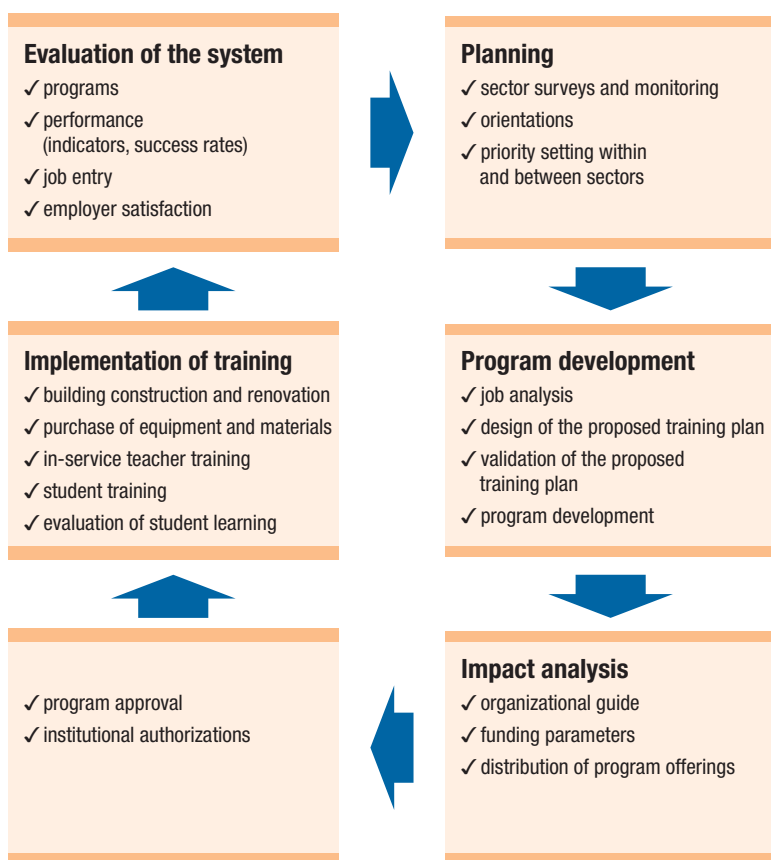 Evaluation of the system
✓ programs
✓ performance
(indicators, success rates)
✓ job entry
✓ employer satisfaction
Planning
✓ sector surveys and monitoring
✓ orientations
✓ priority setting within
and between sectors
Implementation of training
✓ building construction and renovation
✓ purchase of equipment and materials
✓ in-service teacher training
✓ student training
✓ evaluation of student learning
Program development
✓ job analysis
✓ design of the proposed training plan
✓ validation of the proposed
training plan
✓ program development
✓ program approval
✓ institutional authorizations
Impact analysis
✓ organizational guide
✓ funding parameters
✓ distribution of program offerings